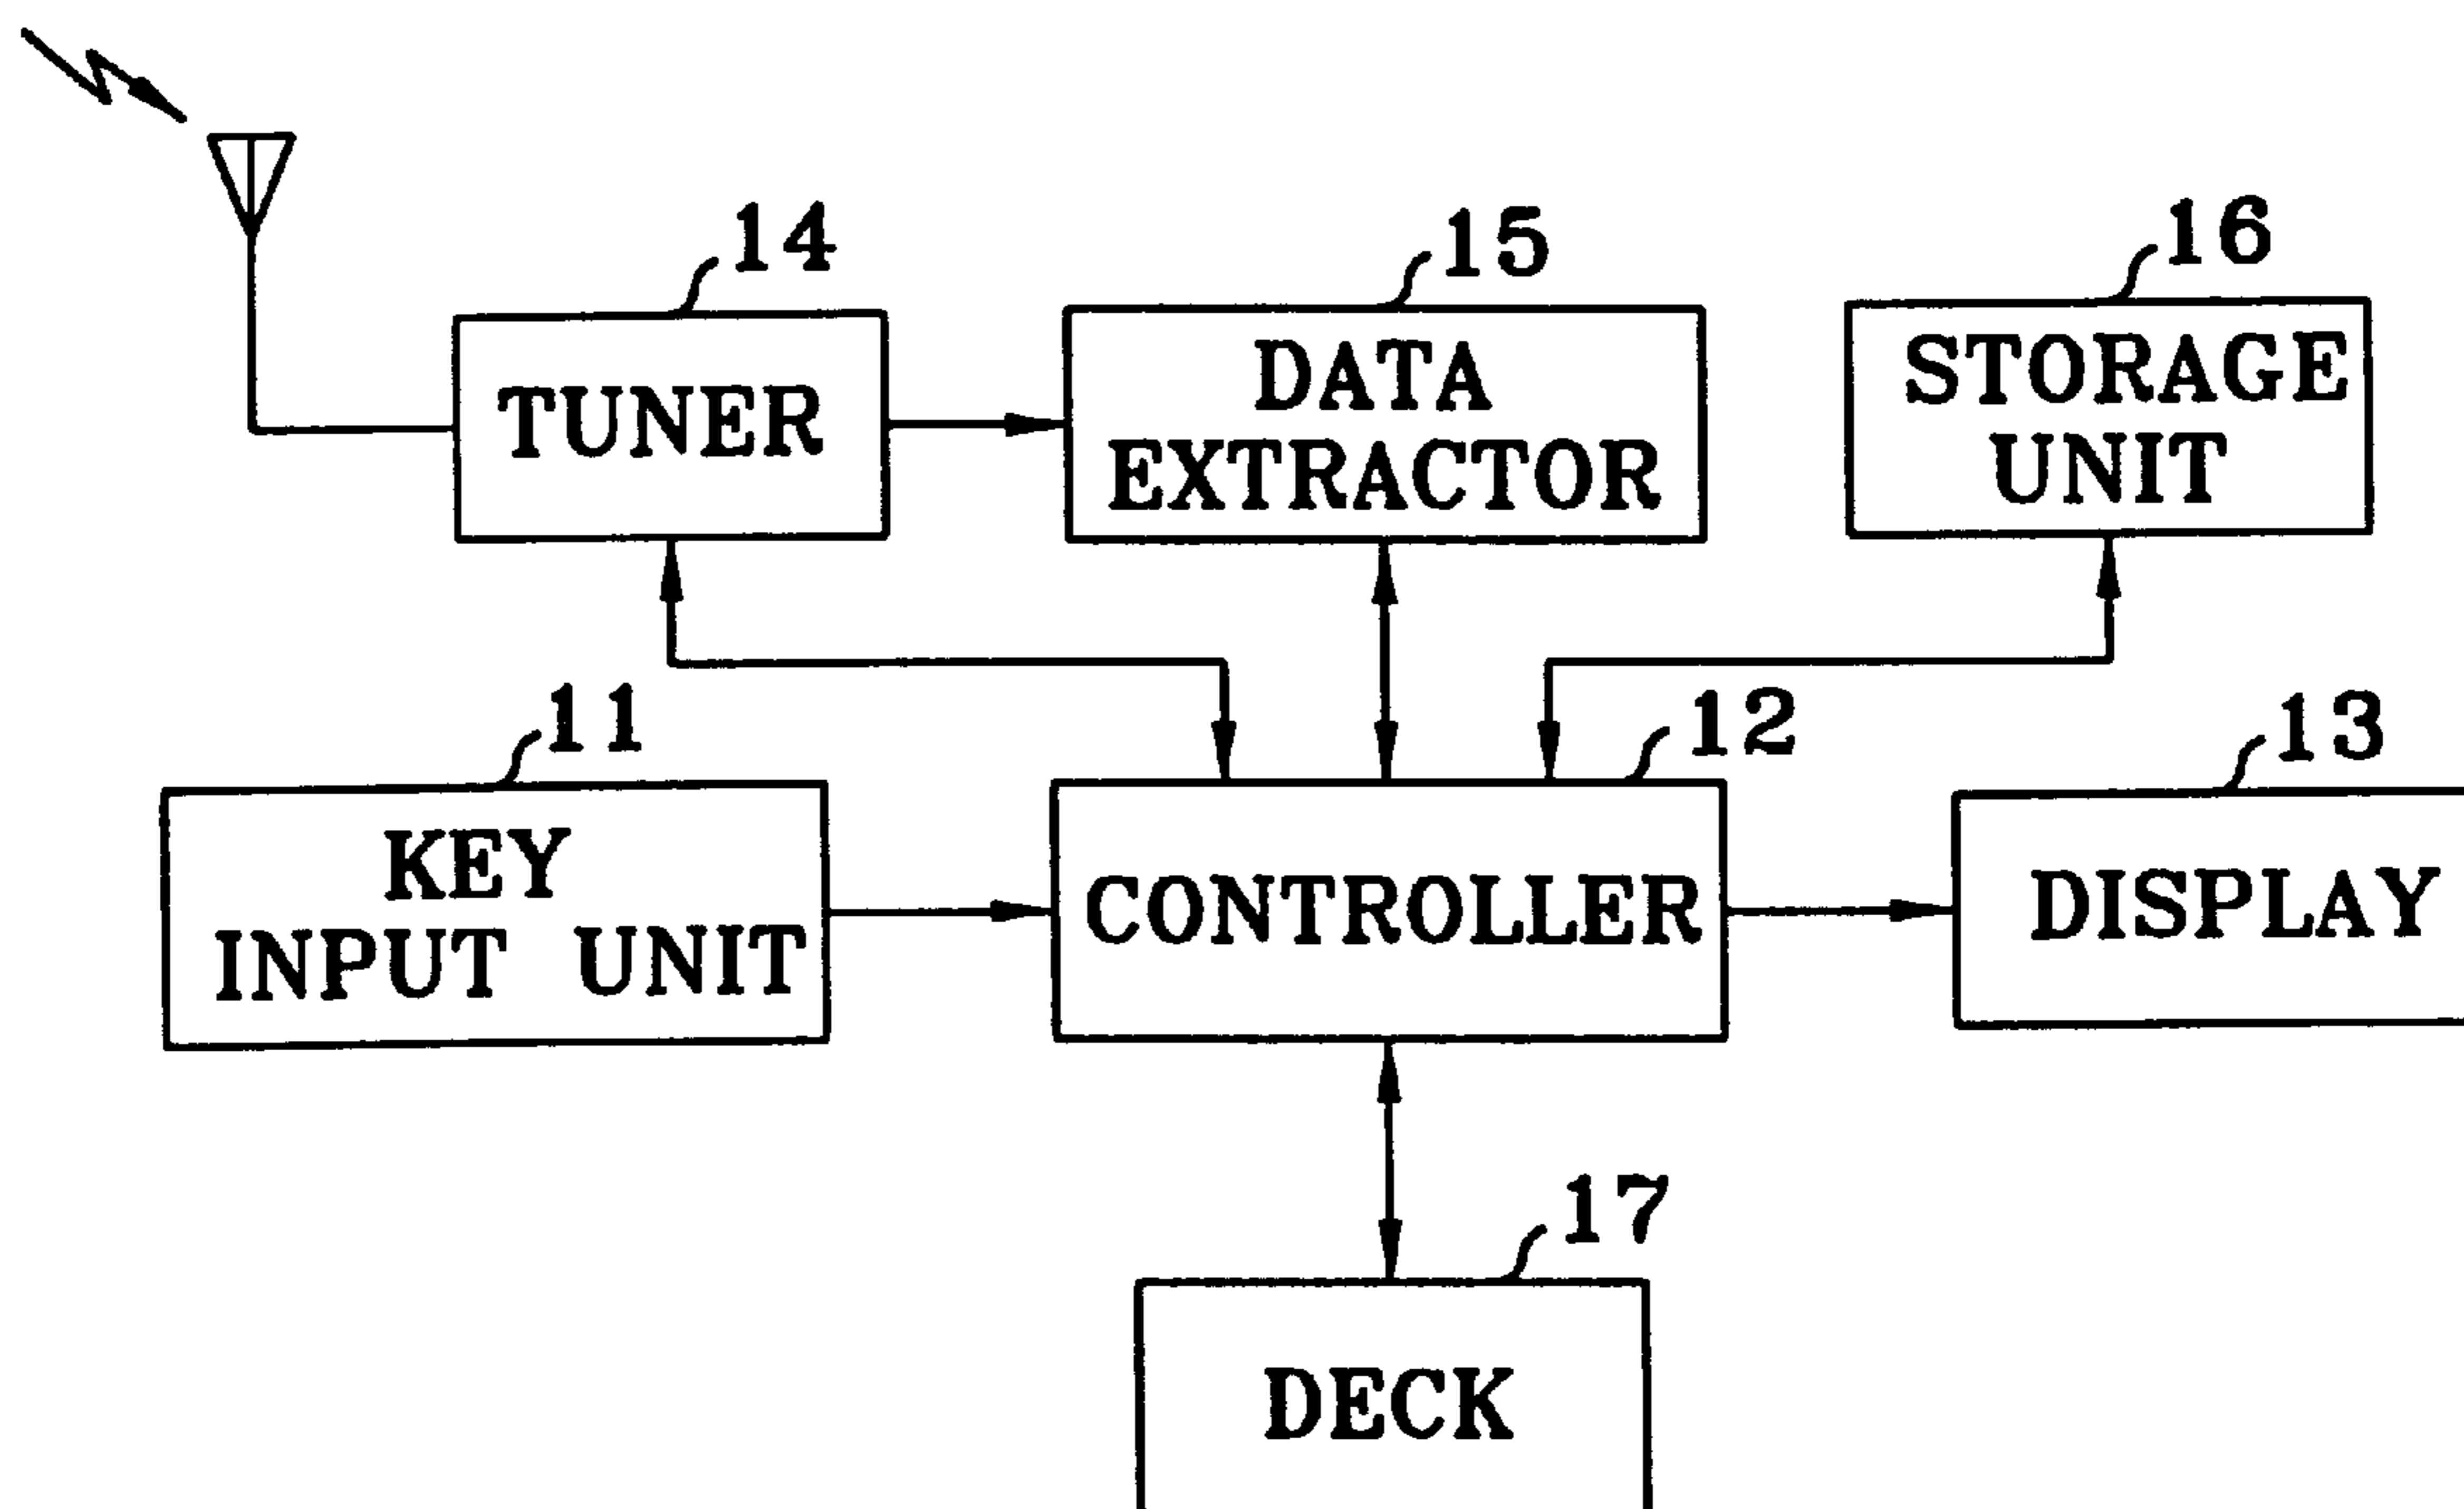 14
15
16
TUNER
DATA
EXTRACTOR
STORAGE
UNIT
11
12
13
KEY
INPUT UNIT
CONTROLLER
DISPLAY
17
DECK